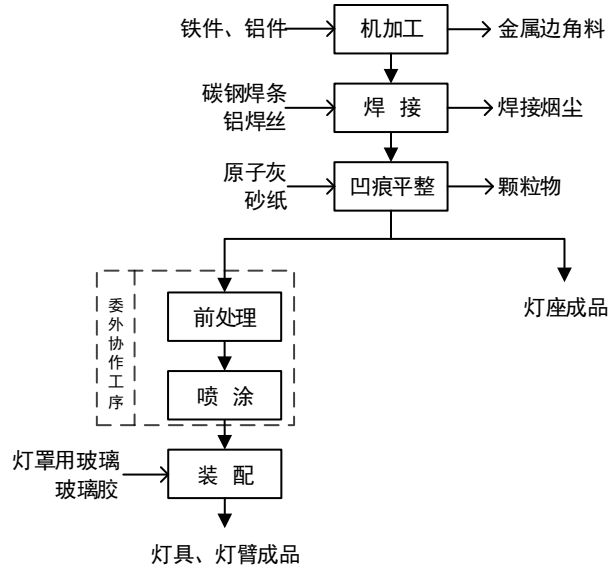 铁件、铝件
机加工
金属边角料
碳钢焊条
铝焊丝
焊 接
焊接烟尘
原子灰
砂纸
凹痕平整
颗粒物
灯座成品
委外协作工序
前处理
喷 涂
灯罩用玻璃
玻璃胶
装 配
灯具、灯臂成品